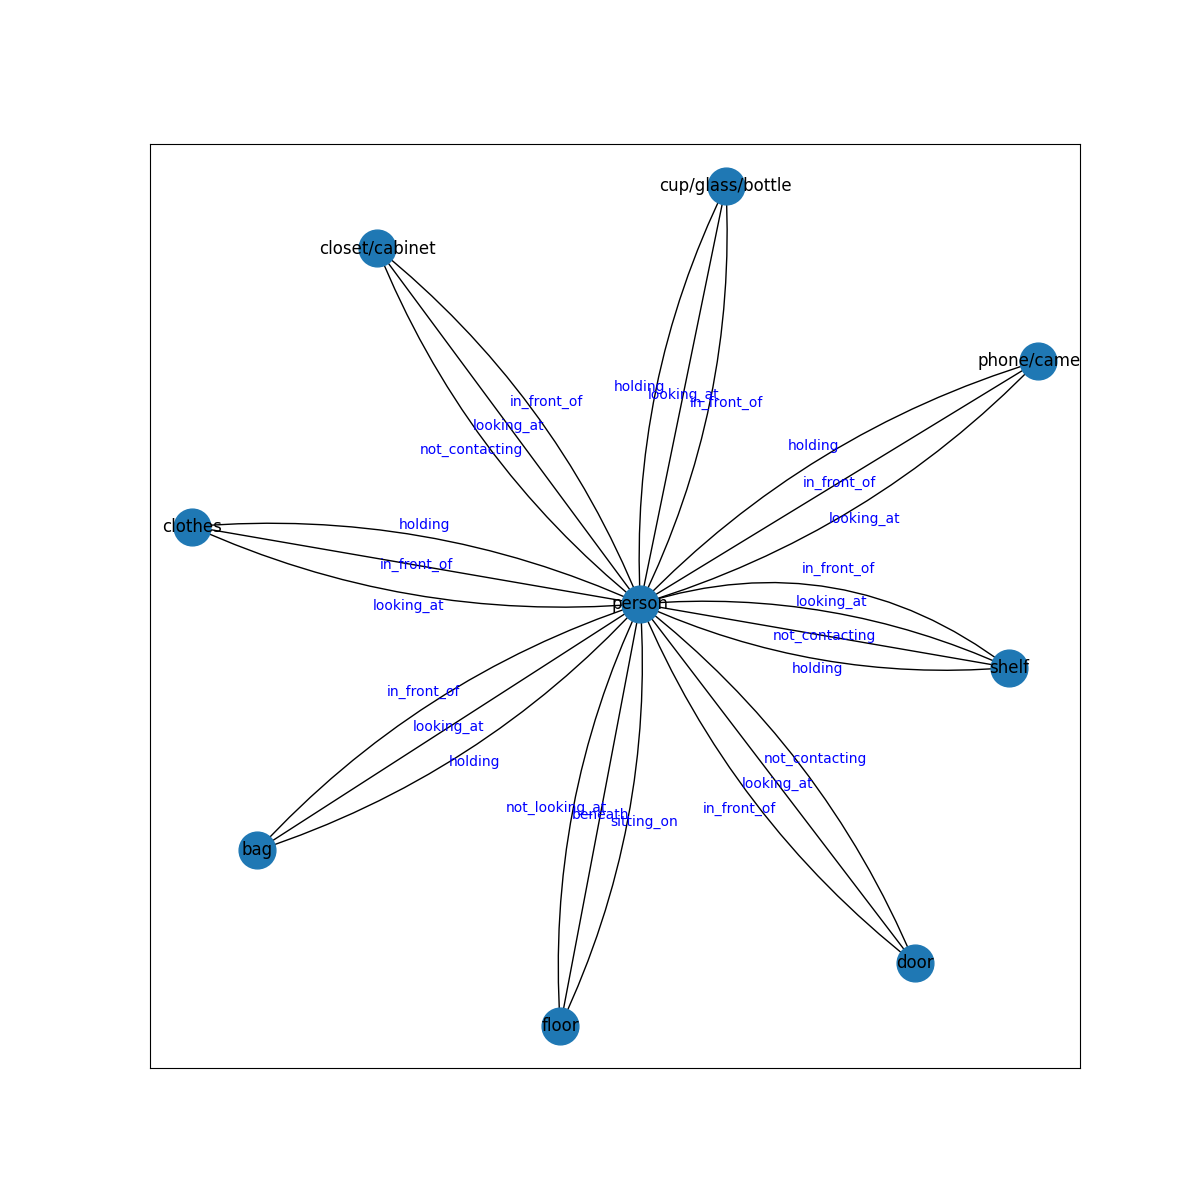 cup/glass/bottle
closet/cabinet
phone/came
holding
looking_at
in_front_of
in_front_of
looking_at
not_contacting
holding
in_front_of
looking_at
clothes
holding
in_front_of
looking_at
person
in_front_of
looking_at
not_contacting
holding
shelf
in_front_of
looking_at
holding
not_contacting
looking_at
in_front_of
not_looking_at
beneath
sitting_on
bag
door
floor